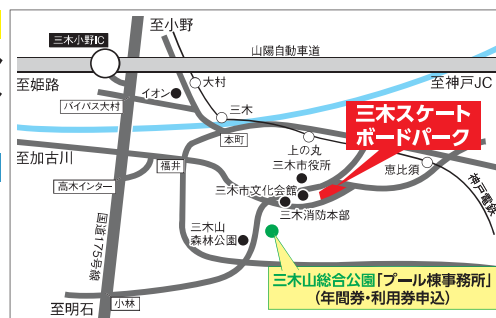 至小野
三木小野IC
山陽自動車道
至姫路
イオン
大村
至神戸JC
バイパス大村
三木
三木スケート
ボードパーク
本町
上の丸
至加古川
福井
三木市役所
恵比須
高木インター
三木市文化会館
神戸電鉄
三木消防本部
国道175号線
三木山
森林公園
三木山総合公園「プール棟事務所」
（年間券・利用券申込）
小林
至明石